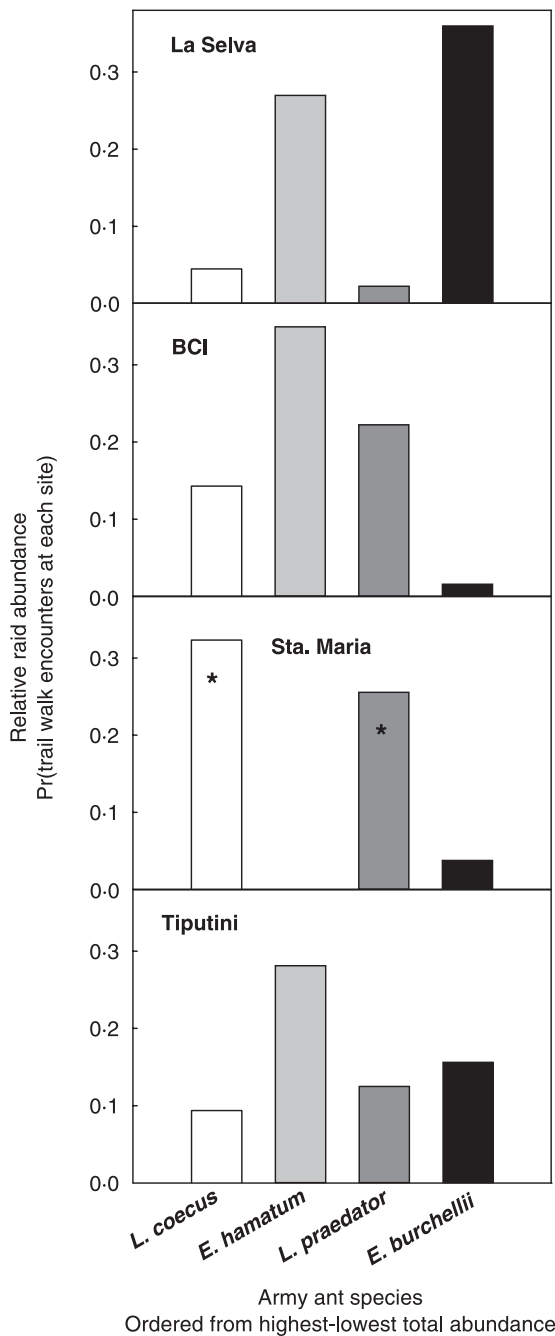 Relative raid abundance
Pr(trail walk encounters at each site)
La Selva
0·3
0·2
0·1
0·0
BCI
0·3
0·2
0·1
0·0
Sta. Maria
0·3
*
*
0·2
0·1
0·0
Tiputini
0·3
0·2
0·1
0·0
L. coecus
E. hamatum
L. praedator
E. burchellii
Army ant species
Ordered from highest-lowest total abundance